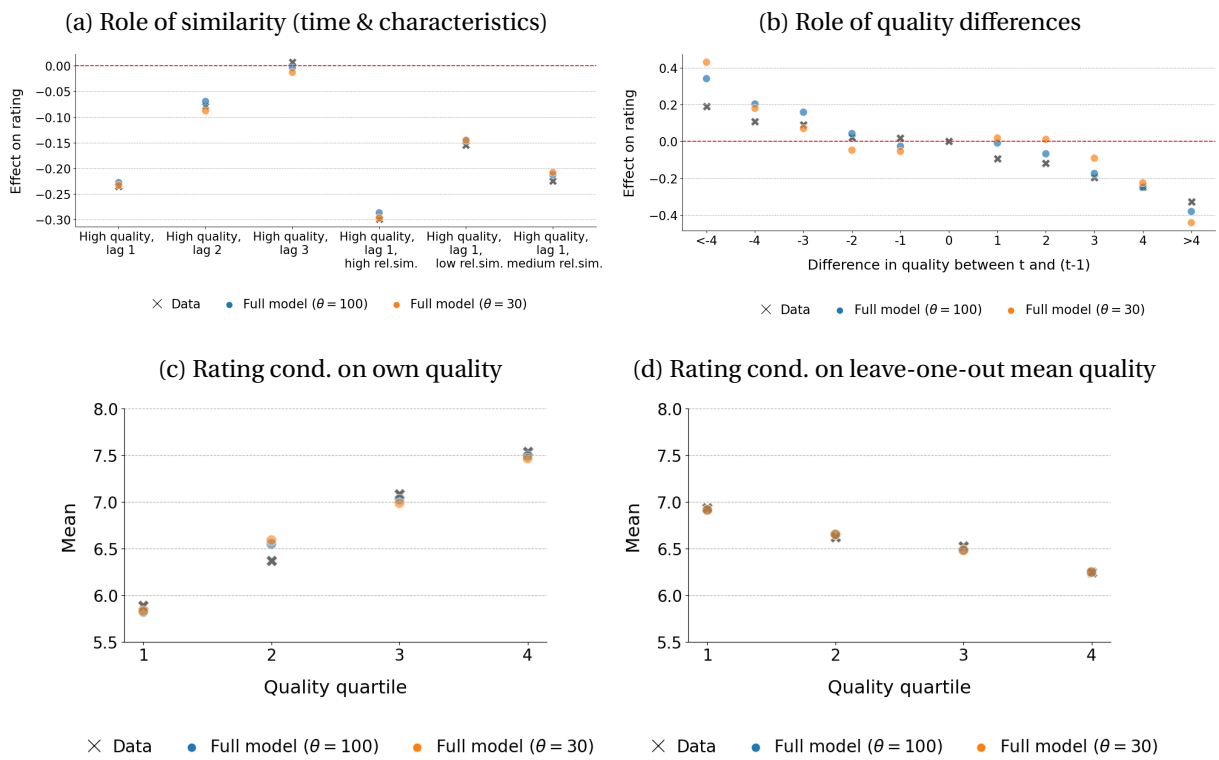 (a) Role of similarity (time & characteristics)
Effect on rating
0.00
−0.05
−0.10
−0.15
−0.20
−0.25
−0.30
High quality,
lag 1
High quality,
lag 2
High quality,
lag 3
High quality,
lag 1,
high rel.sim.
High quality,
lag 1,
low rel.sim.
High quality,
lag 1,
medium rel.sim.
Data
Full model (θ = 100)
Full model (θ = 30)
(b) Role of quality differences
Effect on rating
0.4
0.2
0.0
−0.2
−0.4
<-4 -4 -3 -2 -1 0 1 2 3 4 >4
Difference in quality between t and (t-1)
Data
Full model (θ = 100)
Full model (θ = 30)
(c) Rating cond. on own quality
Mean
8.0
7.5
7.0
6.5
6.0
5.5
1 2 3 4
Quality quartile
Data
Full model (θ = 100)
Full model (θ = 30)
(d) Rating cond. on leave-one-out mean quality
Mean
8.0
7.5
7.0
6.5
6.0
5.5
1 2 3 4
Quality quartile
Data
Full model (θ = 100)
Full model (θ = 30)